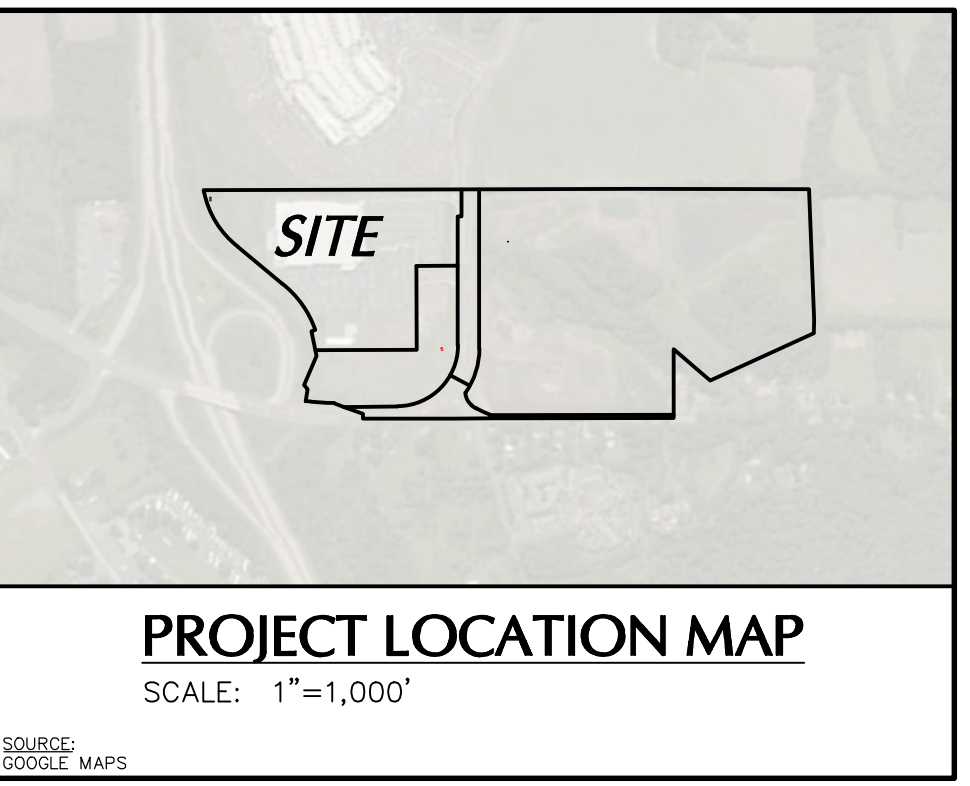 SITE
PROJECT LOCATION MAP
SCALE: 1”=1,000’
SOURCE:
GOOGLE MAPS